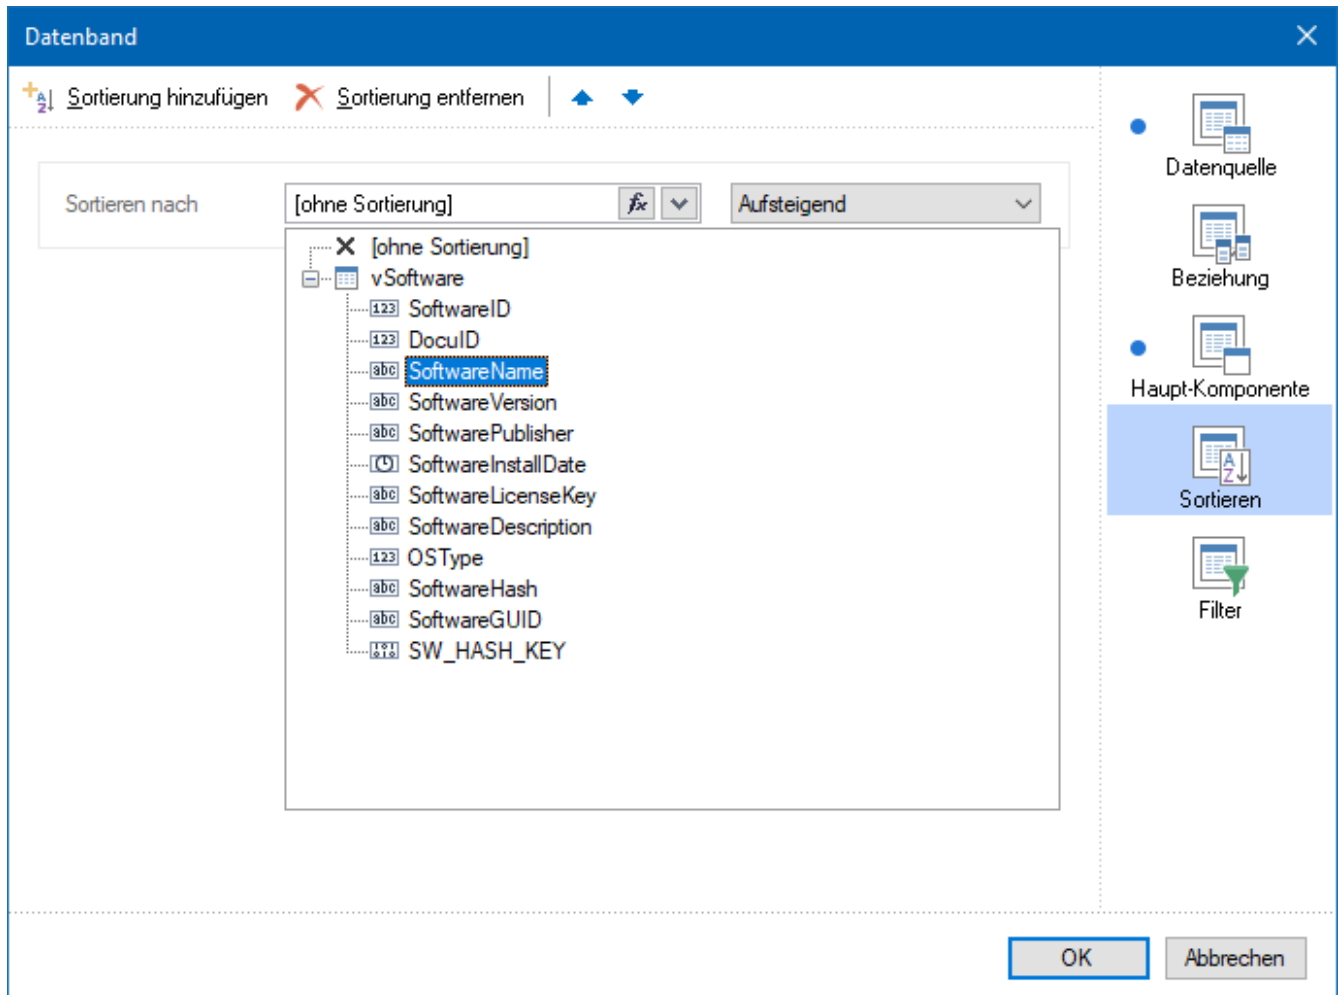 Datenband
Sortierung hinzufügen Sortierung entfernen
Datenquelle
Sortieren nach [ohne Sortierung] Aufsteigend
[ohne Sortierung]
vSoftware
SoftwareID
DocuID
SoftwareName
SoftwareVersion
SoftwarePublisher
SoftwareInstallDate
SoftwareLicenseKey
SoftwareDescription
OSType
SoftwareHash
SoftwareGUID
SW_HASH_KEY
Beziehung
Haupt-Komponente
Sortieren
Filter
OK Abbrechen